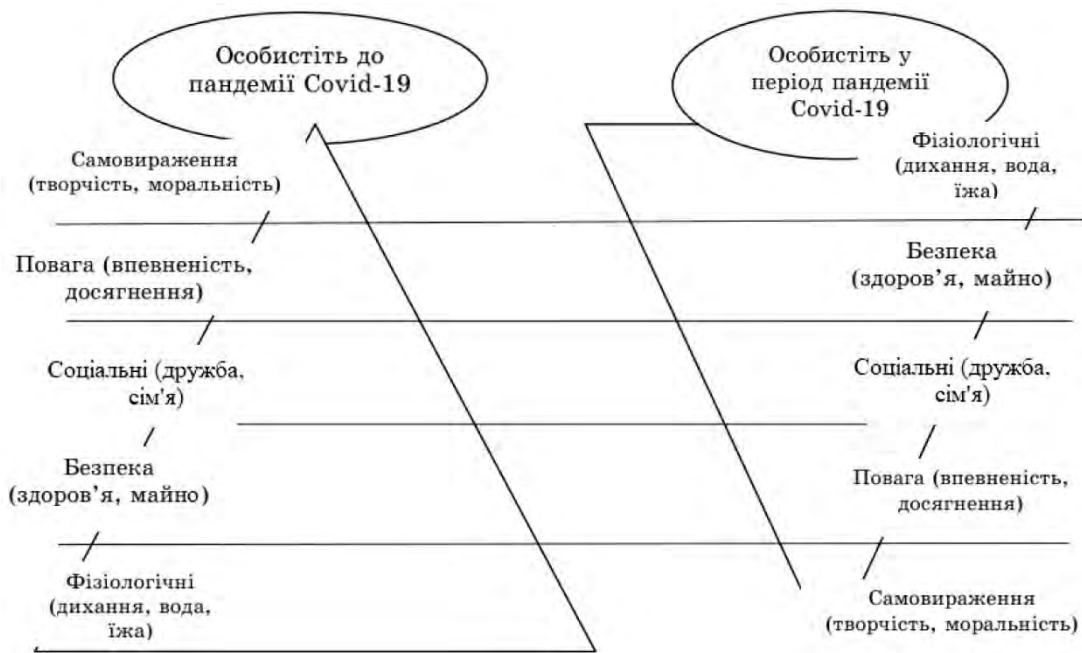 Особистіть до
пандемії Covid-19
Особистіть у
період пандемії
Covid-19
Самовираження
(творчість, моральність)
Фізіологічні
(дихання, вода,
їжа)
Повага (впевненість,
досягнення)
Безпека
(здоров’я, майно)
Соціальні (дружба,
сім'я)
Соціальні (дружба,
сім'я)
Безпека
(здоров’я, майно)
Повага (впевненість,
досягнення)
Фізіологічні
(дихання, вода,
їжа)
Самовираження
(творчість, моральність)